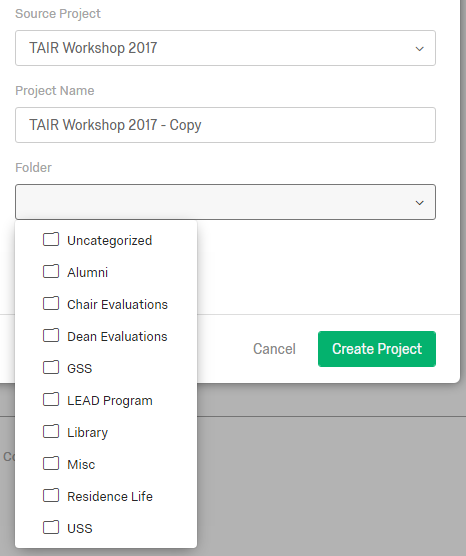 Source Project
TAIR Workshop 2017
Project Name
TAIR Workshop 2017 - Copy
Folder
Uncategorized
Alumni
Chair Evaluations
Dean Evaluations
GSS
LEAD Program
Library
Misc
Residence Life
USS
Cancel
Create Project